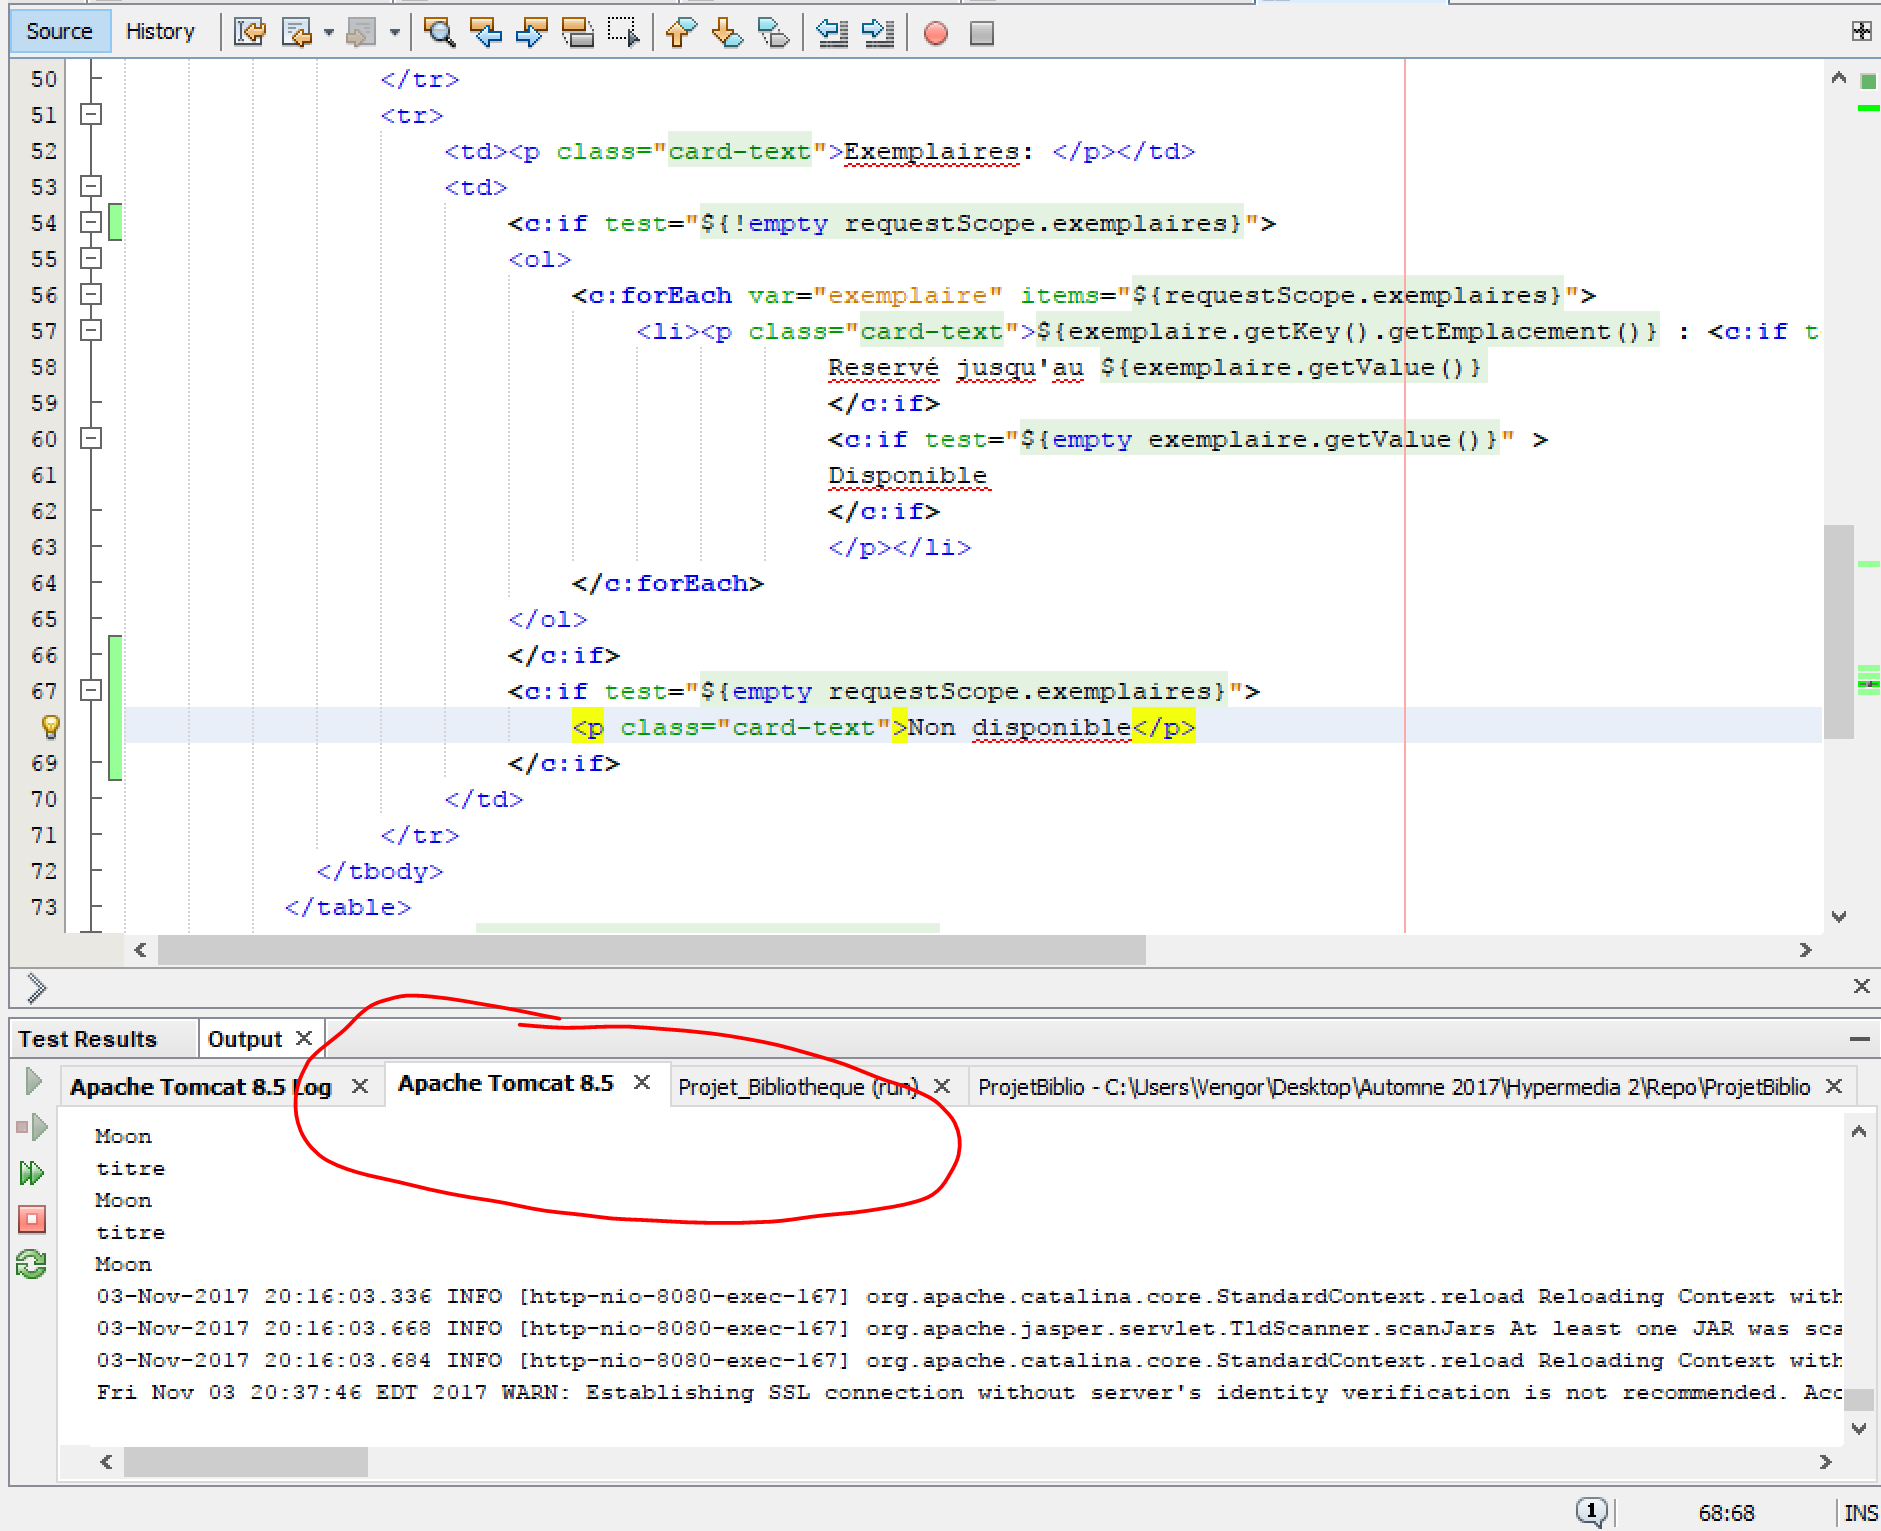 Source History
50 </tr>
51 <tr>
52 <td><p class="card-text">Exemplaires: </p></td>
53 <td>
54 <c:if test="${!empty requestScope.exemplaires}">
55 <ol>
56 <c:forEach var="exemplaire" items="${requestScope.exemplaires}">
57 <li><p class="card-text">${exemplaire.getKey().getEmplacement()} : <c:if t
58 Reservé jusqu'au ${exemplaire.getValue()}
59 </c:if>
60 <c:if test="${empty exemplaire.getValue()}" >
61 Disponible
62 </c:if>
63 </p></li>
64 </c:forEach>
65 </ol>
66 </c:if>
67 <c:if test="${empty requestScope.exemplaires}">
<p class="card-text">Non disponible</p>
69 </c:if>
70 </td>
71 </tr>
72 </tbody>
73 </table>
Test Results Output
Apache Tomcat 8.5 Log Apache Tomcat 8.5 Projet_Bibliotheque (run) ProjetBiblio - C:\Users\Vengor\Desktop\Automne 2017\Hypermedia 2\Repo\ProjetBiblio
Moon
titre
Moon
titre
Moon
03-Nov-2017 20:16:03.336 INFO [http-nio-8080-exec-167] org.apache.catalina.core.StandardContext.reload Reloading Context with
03-Nov-2017 20:16:03.668 INFO [http-nio-8080-exec-167] org.apache.jasper.servlet.TldScanner.scanJars At least one JAR was sca
03-Nov-2017 20:16:03.684 INFO [http-nio-8080-exec-167] org.apache.catalina.core.StandardContext.reload Reloading Context with
Fri Nov 03 20:37:46 EDT 2017 WARN: Establishing SSL connection without server's identity verification is not recommended. Acc
1 68:68 INS